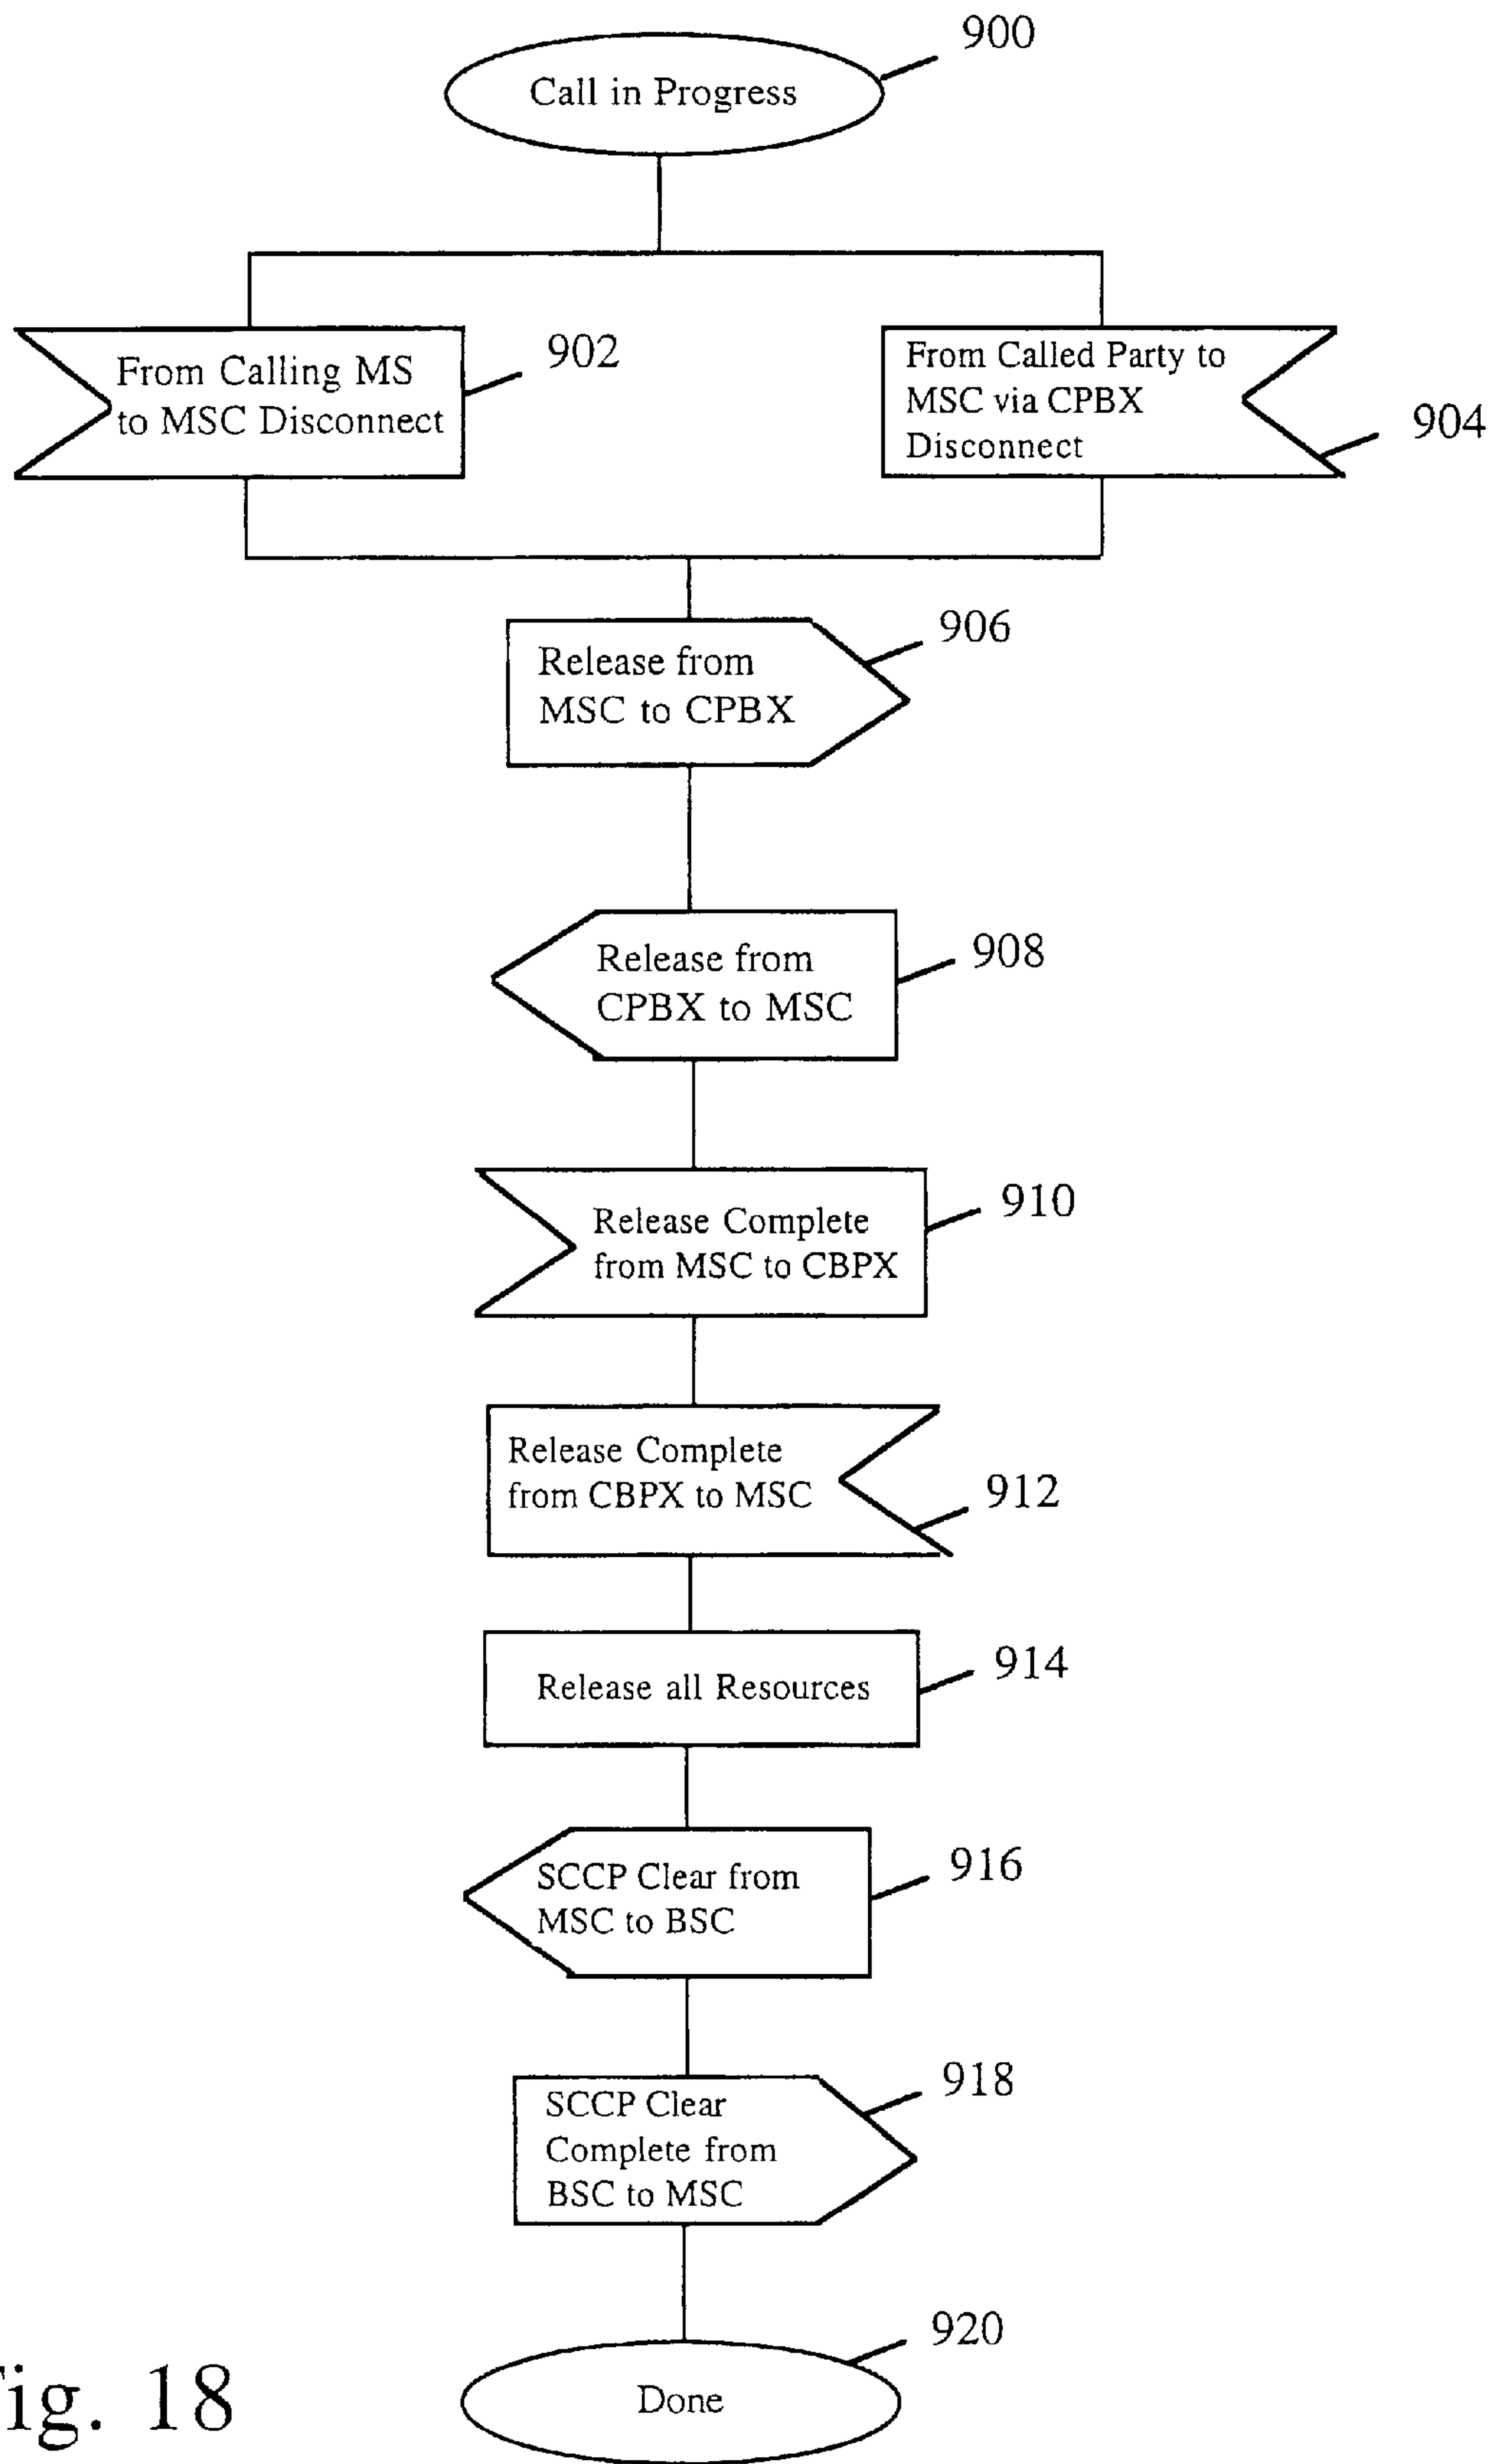 900
Call in Progress
902
From Calling MS
to MSC Disconnect
From Called Party to
MSC via CPBX
Disconnect
904
906
Release from
MSC to CPBX
908
Release from
CPBX to MSC
910
Release Complete
from MSC to CBPX
Release Complete
from CBPX to MSC
912
914
Release all Resources
916
SCCP Clear from
MSC to BSC
918
SCCP Clear
Complete from
BSC to MSC
920
Done
ig. 18